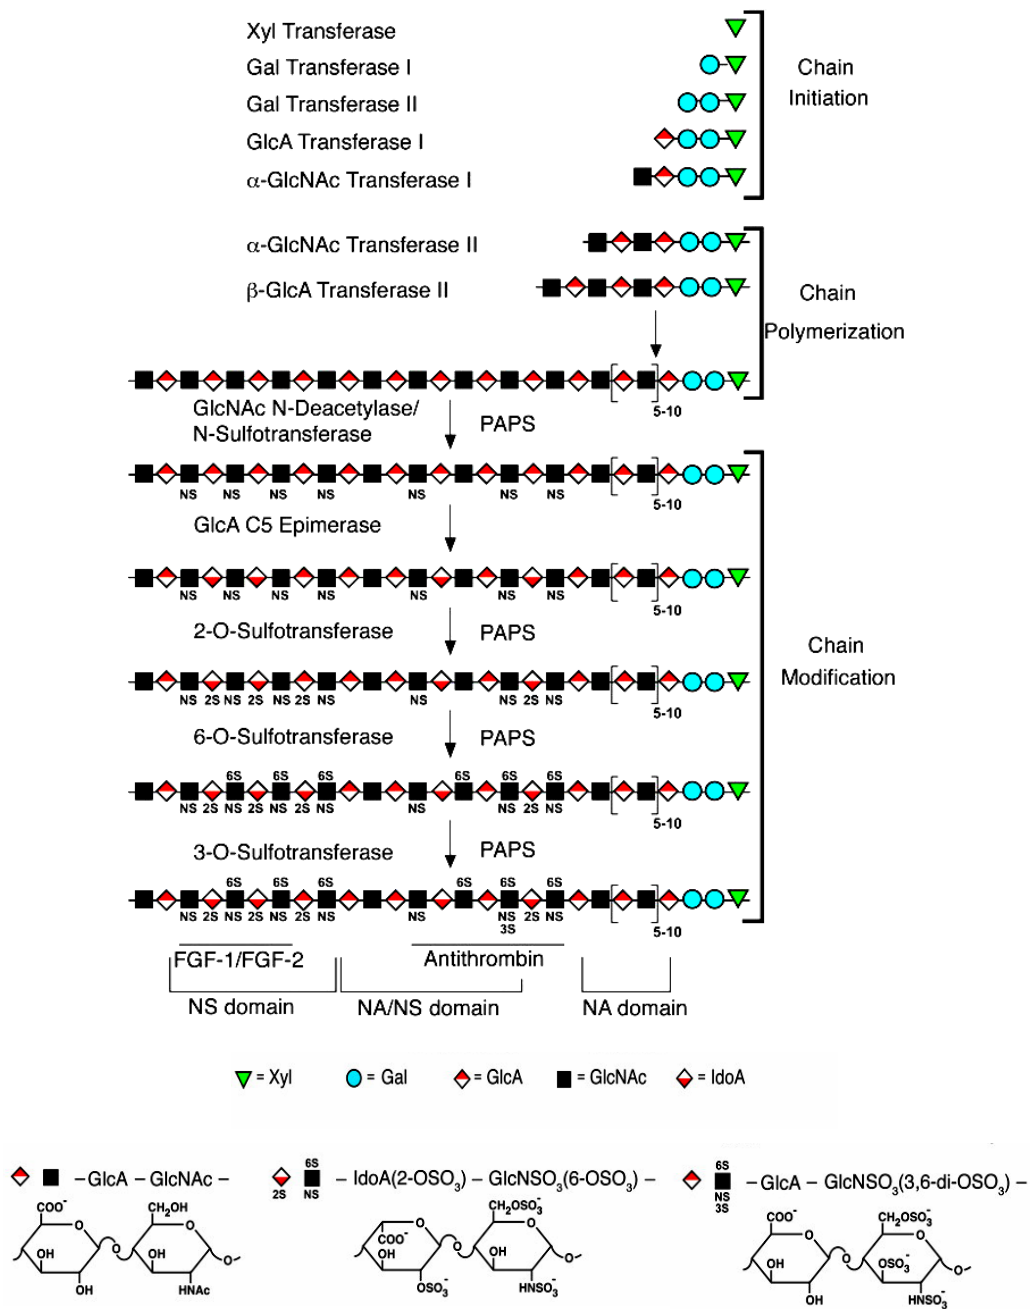 Xyl Transferase
Gal Transferase I
Chain
Initiation
Gal Transferase II
GlcA Transferase I
α-GlcNAc Transferase I
α-GlcNAc Transferase II
β-GlcA Transferase II
Chain
Polymerization
5-10
GlcNAc N-Deacetylase/
N-Sulfotransferase
PAPS
NS NS NS NS NS NS NS
5-10
GlcA C5 Epimerase
NS NS NS NS NS NS NS
5-10
2-O-Sulfotransferase
PAPS
Chain
Modification
NS 2S NS 2S NS 2S NS NS NS 2S NS
5-10
6-O-Sulfotransferase
PAPS
6S 6S 6S 6S 6S 6S
NS 2S NS 2S NS 2S NS NS NS 2S NS
5-10
3-O-Sulfotransferase
PAPS
6S 6S 6S 6S 6S 6S
NS 2S NS 2S NS 2S NS NS NS 2S NS
3S
5-10
FGF-1/FGF-2
Antithrombin
NS domain
NA/NS domain
NA domain
= Xyl
= Gal
= GlcA
= GlcNAc
= IdoA
–GlcA – GlcNAc –
6S
2S NS
– IdoA(2-OSO₃) – GlcNSO₃(6-OSO₃) –
6S
NS
3S
–GlcA – GlcNSO₃(3,6-di-OSO₃) –
COO⁻
CH₂OH
O
O
OH
OH
O
O–
OH
HNAc
CH₂OSO₃⁻
O
O
COO⁻
OH
OH
O
O–
OSO₃⁻
HNSO₃⁻
COO⁻
CH₂OSO₃⁻
O
O
OH
OSO₃⁻
O
O–
OH
HNSO₃⁻